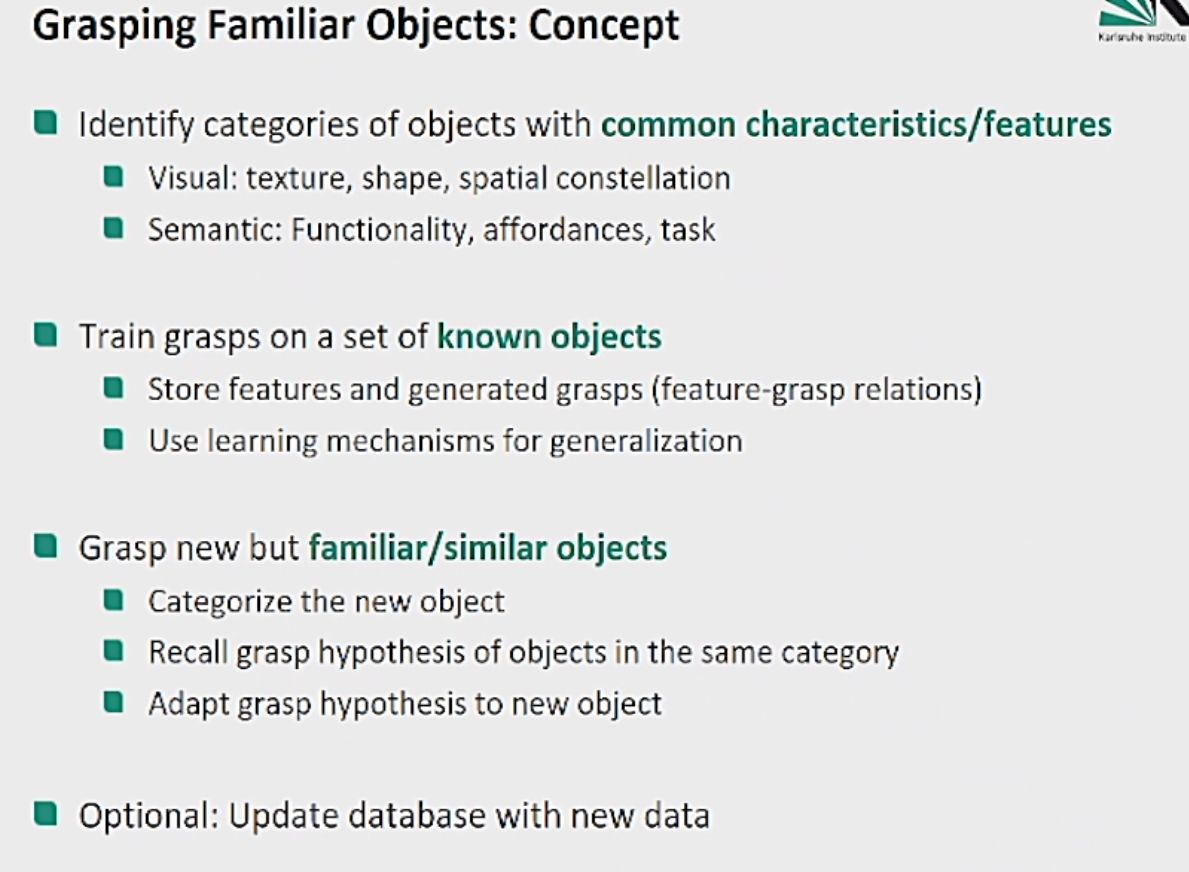 Grasping Familiar Objects: Concept
Karlsruhe Institute
Identify categories of objects with common characteristics/features
Visual: texture, shape, spatial constellation
Semantic: Functionality, affordances, task
Train grasps on a set of known objects
Store features and generated grasps (feature-grasp relations)
Use learning mechanisms for generalization
Grasp new but familiar/similar objects
Categorize the new object
Recall grasp hypothesis of objects in the same category
Adapt grasp hypothesis to new object
Optional: Update database with new data